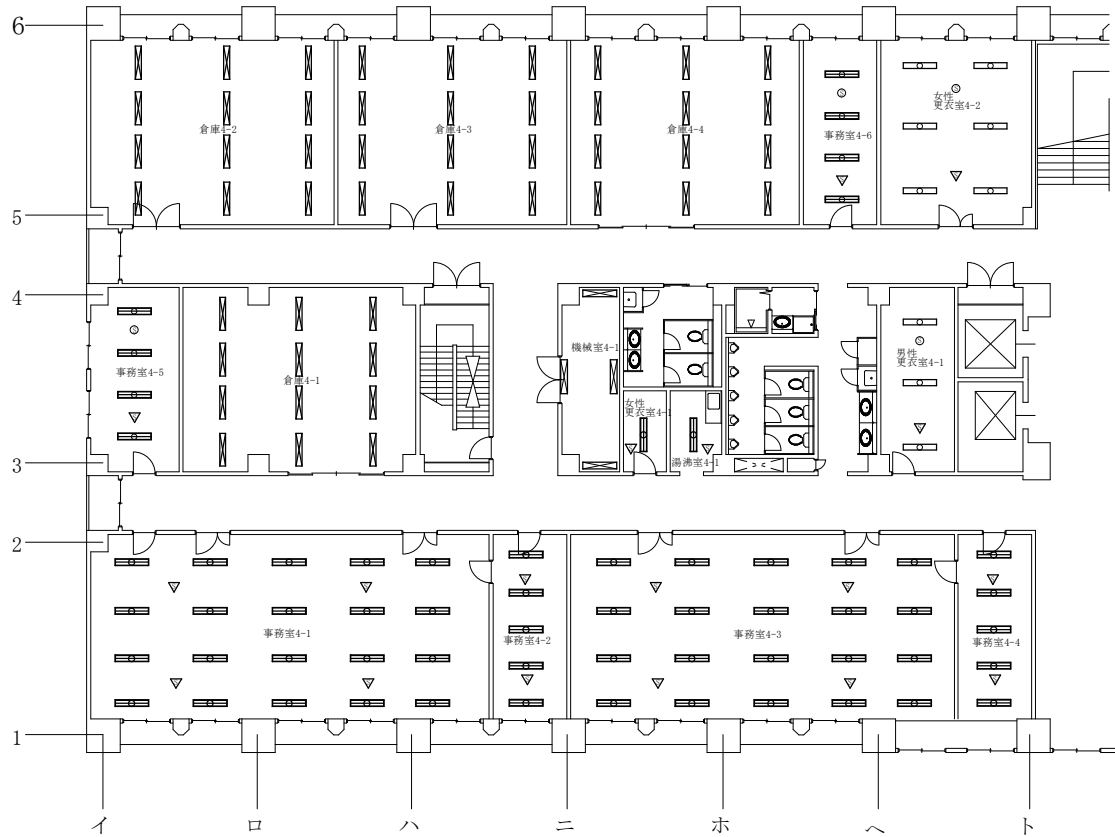 6
倉庫4-2
倉庫4-3
倉庫4-4
事務室4-6
S
女性
更衣室4-2
S
5
4
事務室4-5
S
倉庫4-1
機械室4-1
女性
更衣室4-1
湯沸室4-1
男性
更衣室4-1
S
3
2
事務室4-1
事務室4-2
事務室4-3
事務室4-4
1
イ
ロ
ハ
ニ
ホ
ヘ
ト